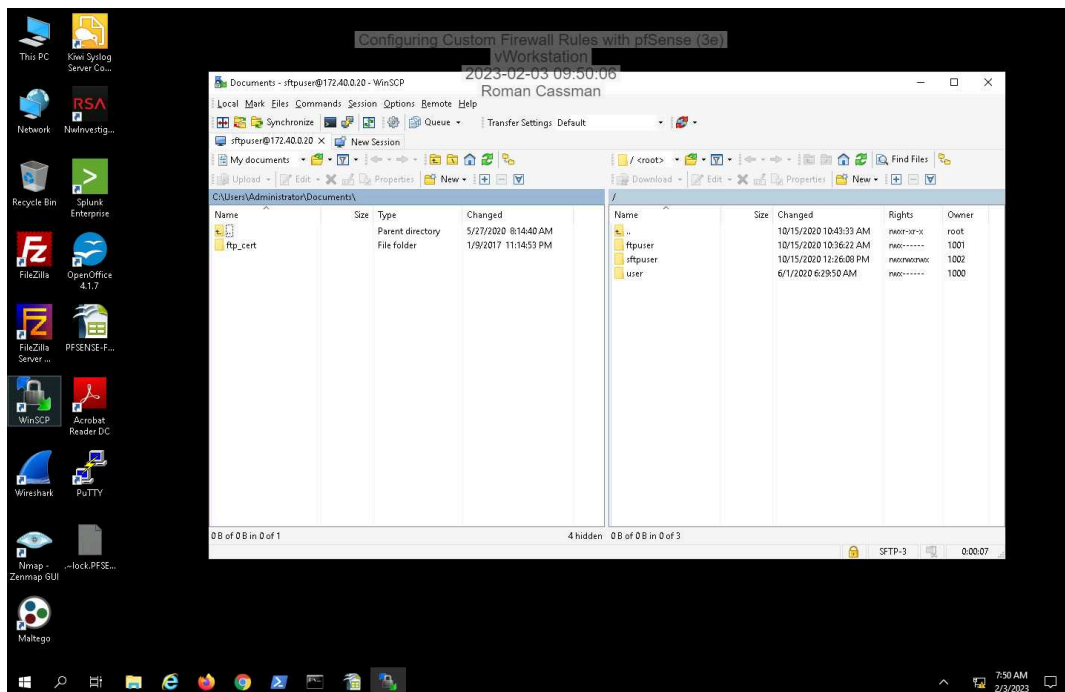 Configuring Custom Firewall Rules with pfSense (3e)
vWorkstation
2023-02-03 09:50:06
Roman Cassman
This PC
Kiwi Syslog Server Co...
Network
NwInvestig...
RSA
Recycle Bin
Splunk Enterprise
FileZilla
OpenOffice 4.1.7
FileZilla Server ...
PFSENSE-F...
WinSCP
Acrobat Reader DC
Wireshark
PuTTY
Nmap - Zenmap GUI
.~lock.PFSE...
Maltego
Documents - sftpuser@172.40.0.20 - WinSCP
Local Mark Files Commands Session Options Remote Help
Synchronize Queue Transfer Settings Default
sftpuser@172.40.0.20 × New Session
My documents
/ <root> Find Files
Upload Edit Properties New
Download Edit Properties New
C:\Users\Administrator\Documents\
Name Size Type Changed
.. Parent directory 5/27/2020 8:14:40 AM
ftp_cert File folder 1/9/2017 11:14:53 PM
0 B of 0 B in 0 of 1 4 hidden
/
Name Size Changed Rights Owner
.. 10/15/2020 10:43:33 AM rwxr-xr-x root
ftpuser 10/15/2020 10:36:22 AM rwx------ 1001
sftpuser 10/15/2020 12:26:08 PM rwxrwxrwx 1002
user 6/1/2020 6:29:50 AM rwx------ 1000
0 B of 0 B in 0 of 3
SFTP-3 0:00:07
7:50 AM
2/3/2023